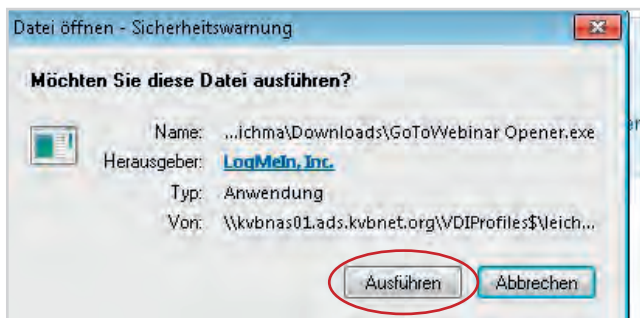 Datei öffnen - Sicherheitswarnung
Möchten Sie diese Datei ausführen?
Name: ...ichma\Downloads\GoToWebinar Opener.exe
Herausgeber: LogMeIn, Inc.
Typ: Anwendung
Von: \\kvbnas01.ads.kvbnet.org\VDIProfiles$\leich...
Ausführen Abbrechen